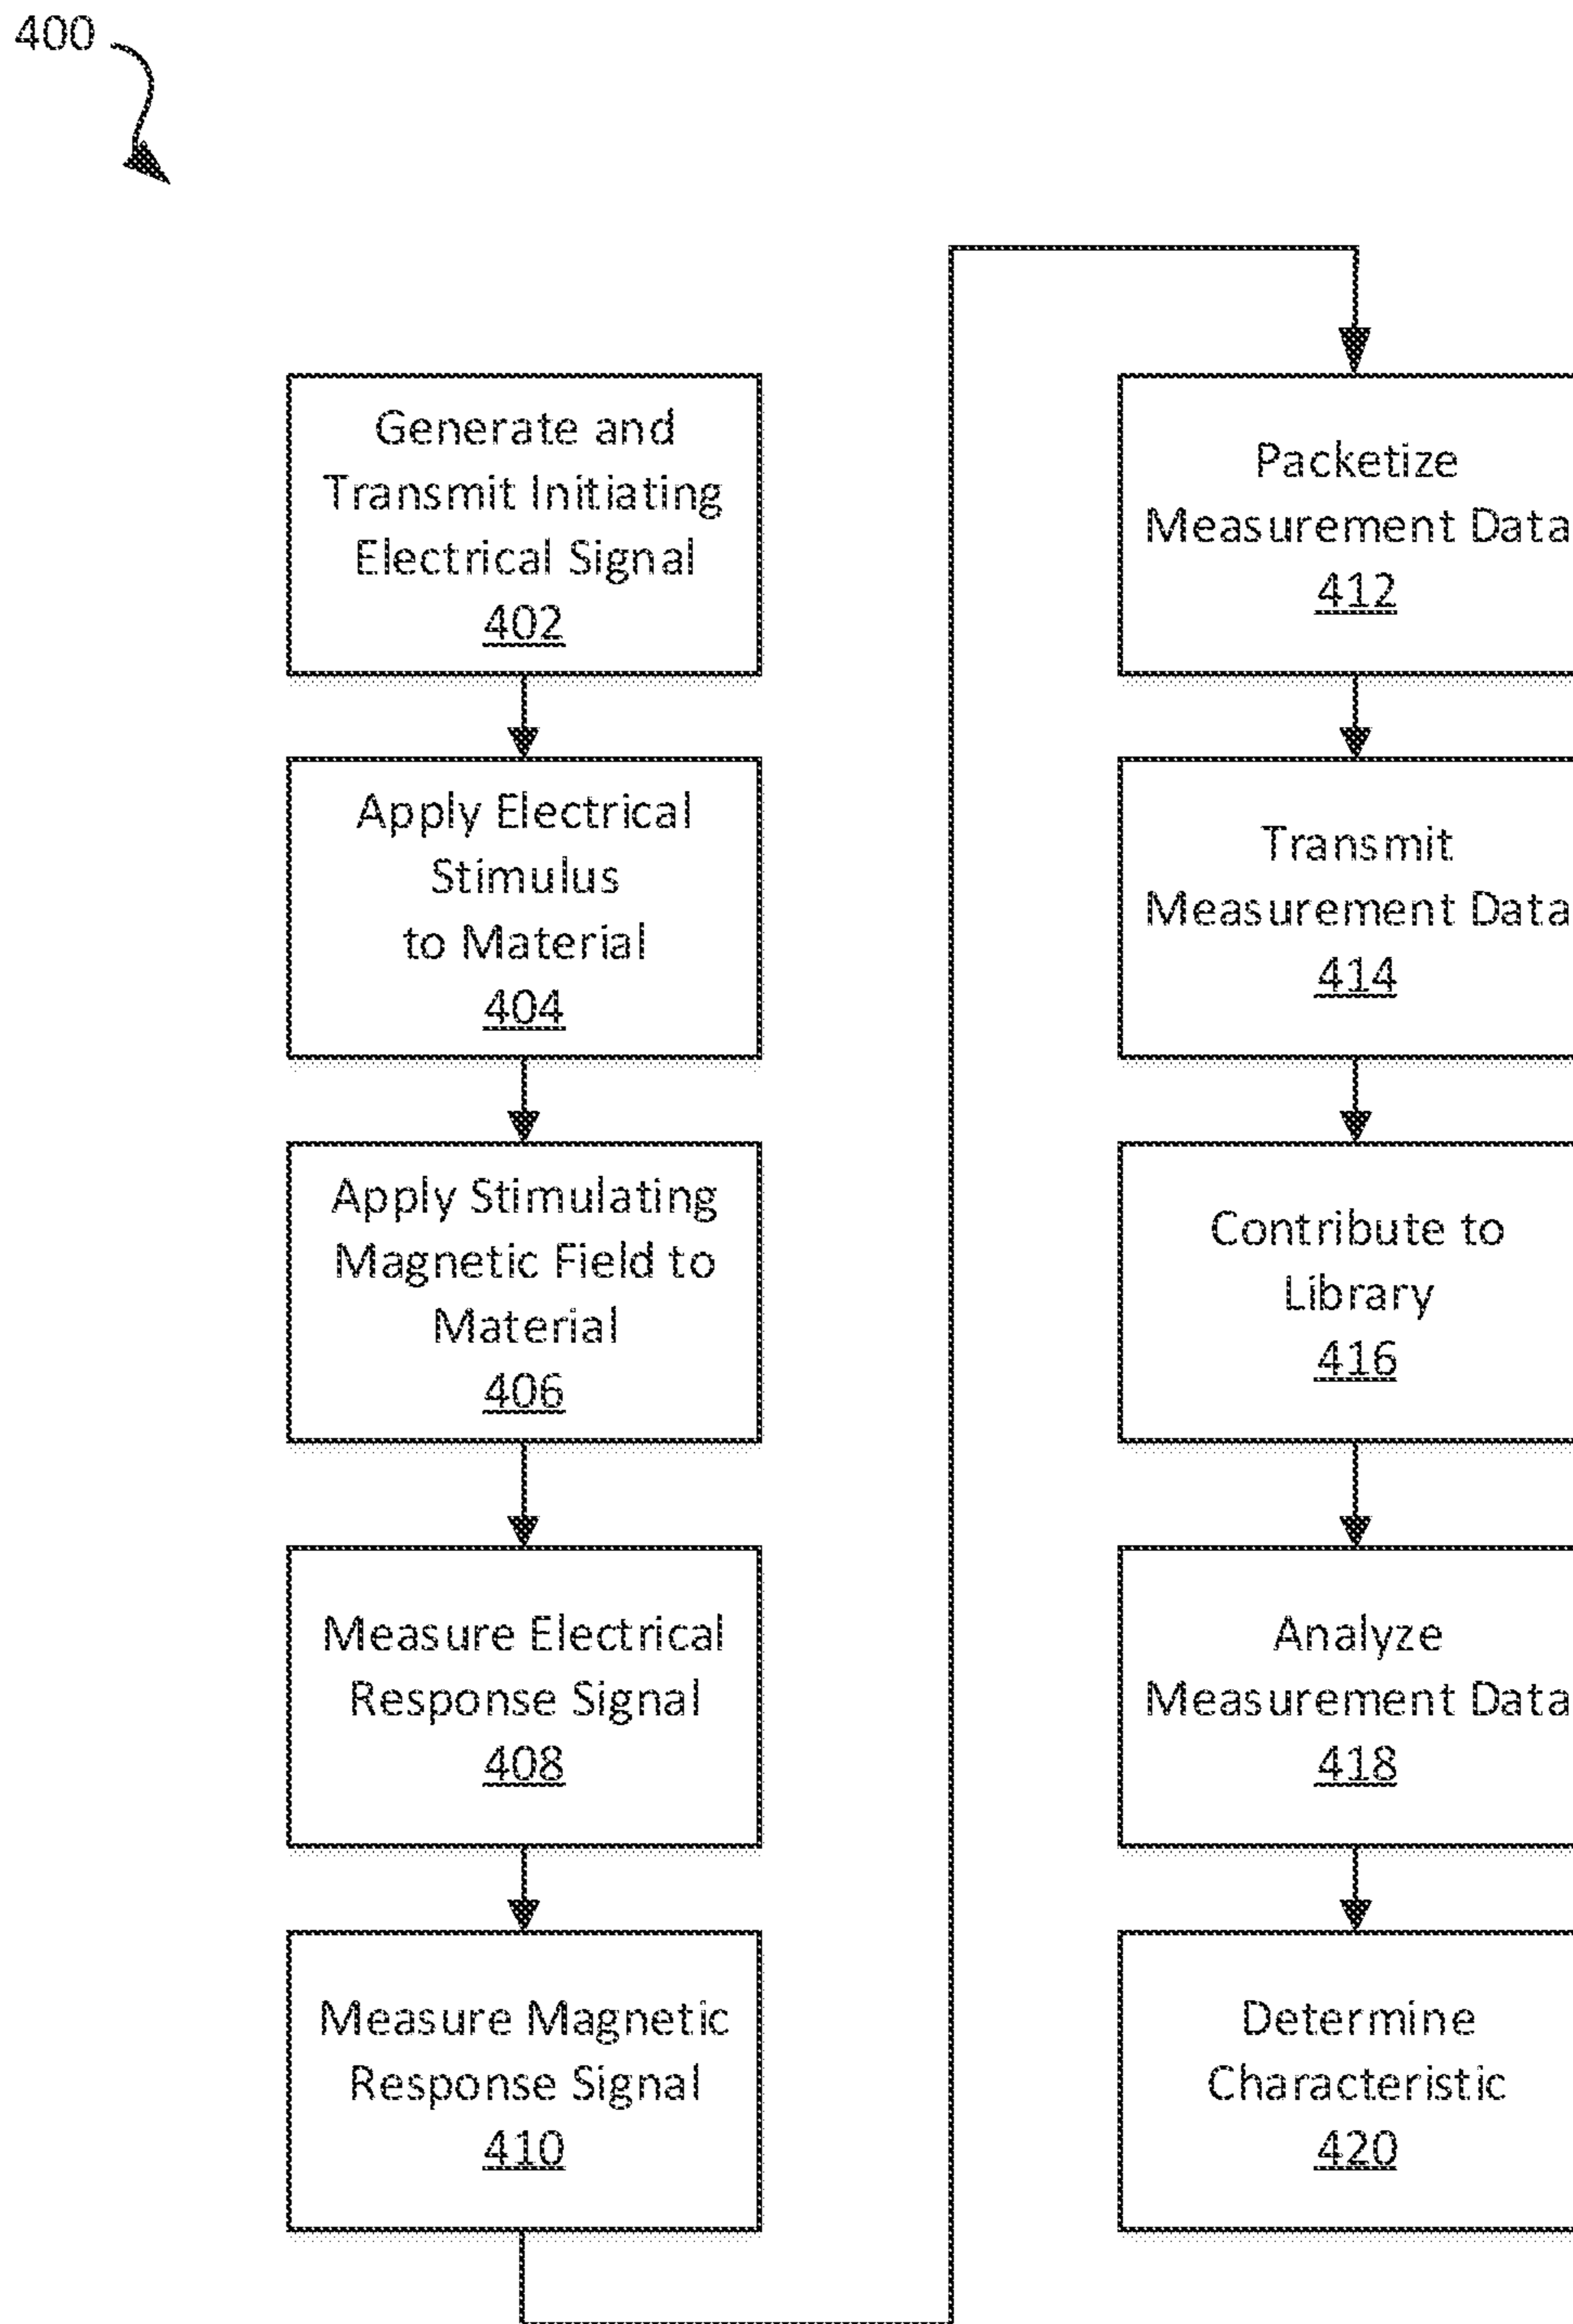 400
Generate and
Transmit Initiating
Electrical Signal
402
Apply Electrical
Stimulus
to Material
404
Apply Stimulating
Magnetic Field to
Material
406
Measure Electrical
Response Signal
408
Measure Magnetic
Response Signal
410
Packetize
Measurement Data
412
Transmit
Measurement Data
414
Contribute to
Library
416
Analyze
Measurement Data
418
Determine
Characteristic
420